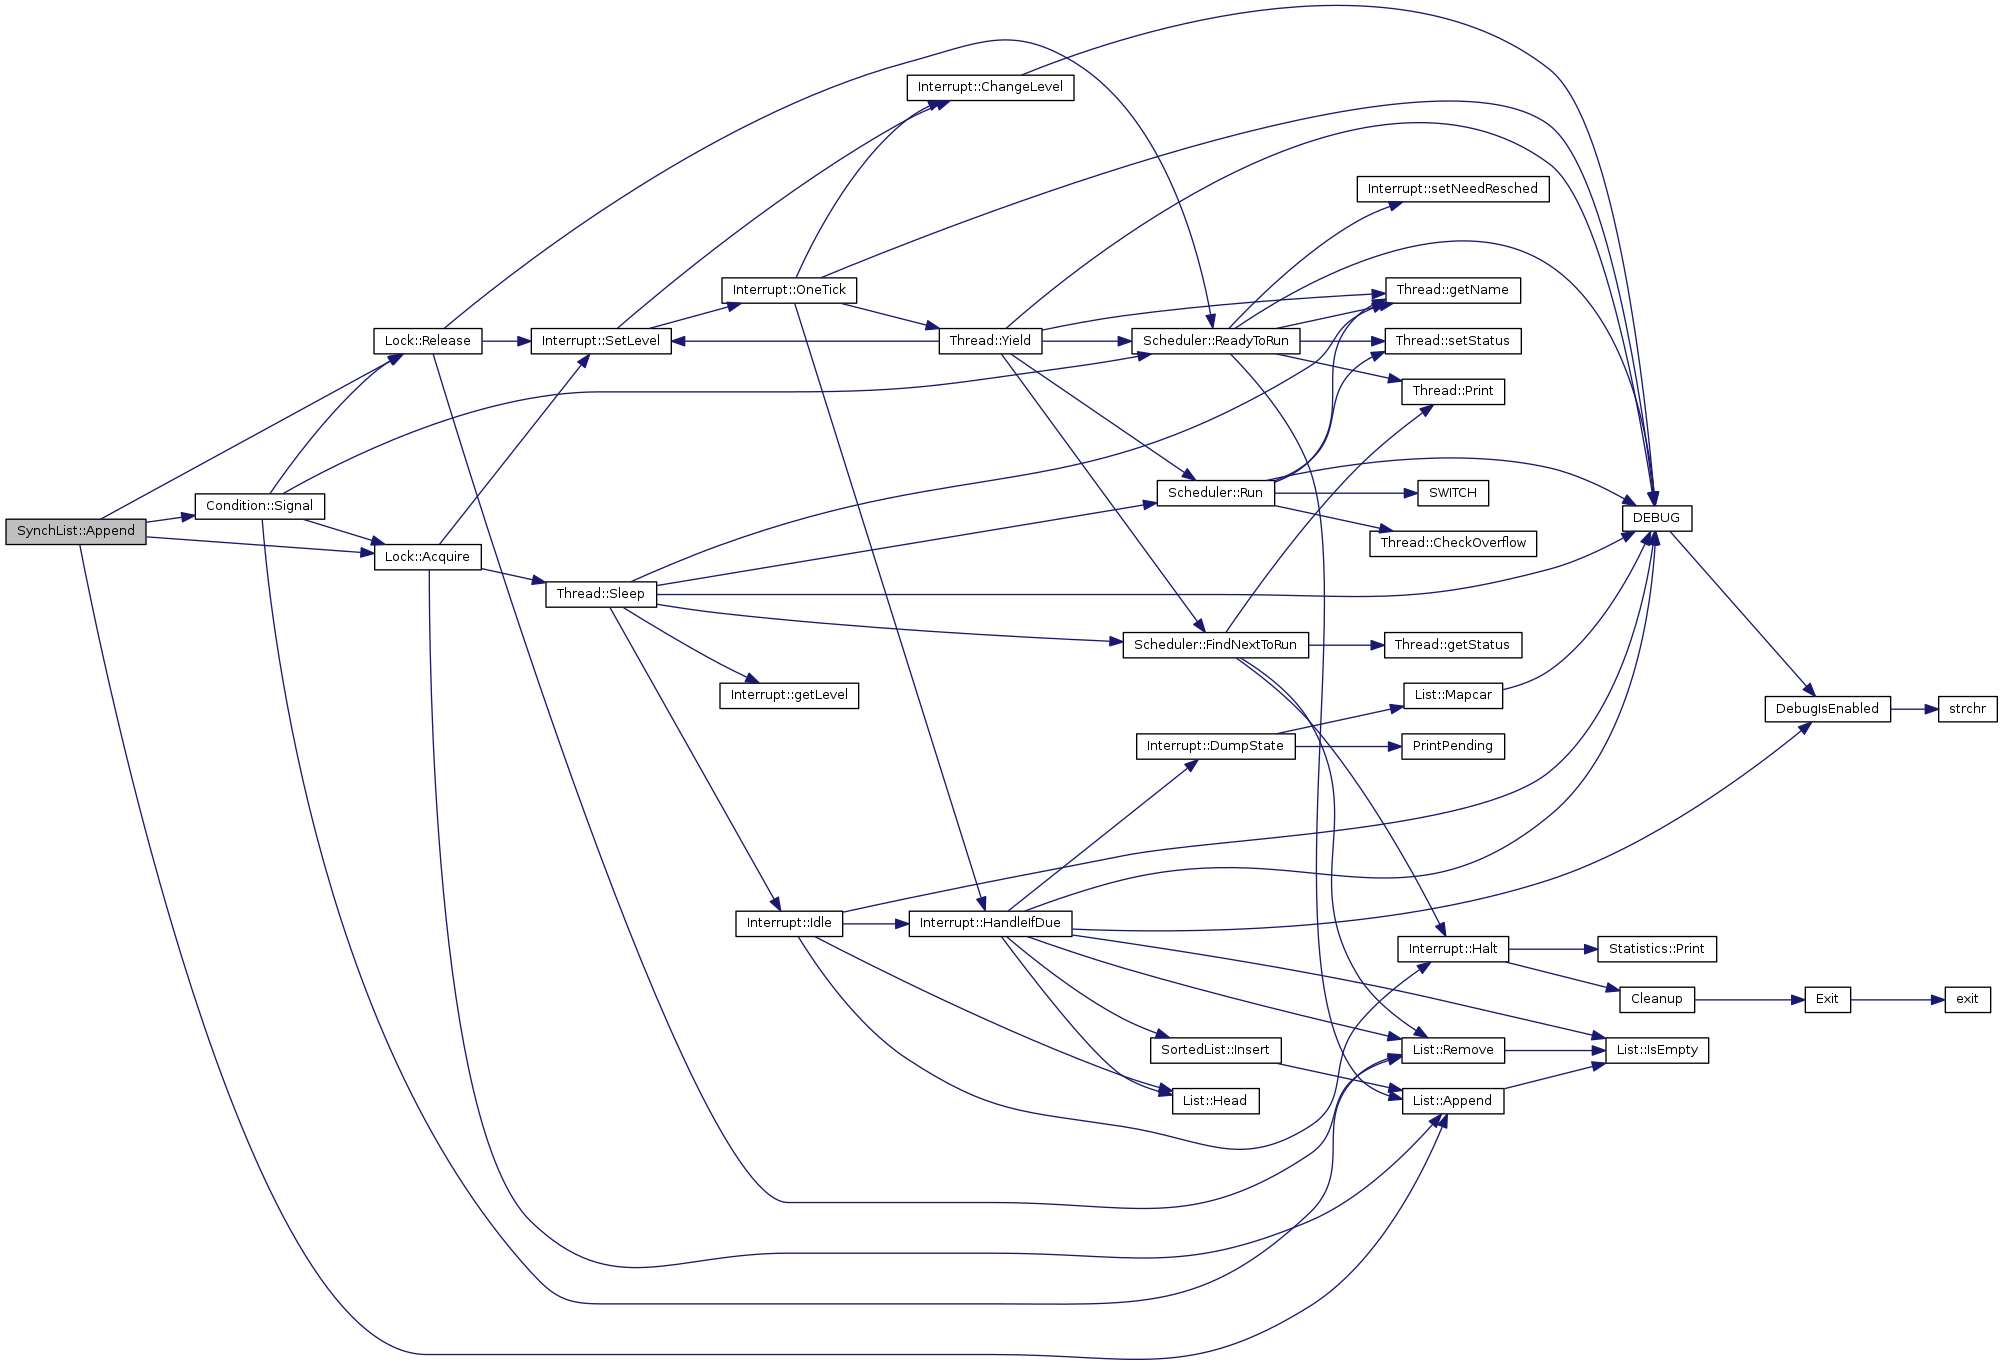 Interrupt::ChangeLevel
Interrupt::setNeedResched
Interrupt::OneTick
Thread::getName
Lock::Release
Interrupt::SetLevel
Thread::Yield
Scheduler::ReadyToRun
Thread::setStatus
Thread::Print
Condition::Signal
Scheduler::Run
SWITCH
DEBUG
SynchList::Append
Lock::Acquire
Thread::CheckOverflow
Thread::Sleep
Scheduler::FindNextToRun
Thread::getStatus
Interrupt::getLevel
List::Mapcar
DebugIsEnabled
strchr
Interrupt::DumpState
PrintPending
Interrupt::Idle
Interrupt::HandleIfDue
Interrupt::Halt
Statistics::Print
Cleanup
Exit
exit
SortedList::Insert
List::Remove
List::IsEmpty
List::Head
List::Append